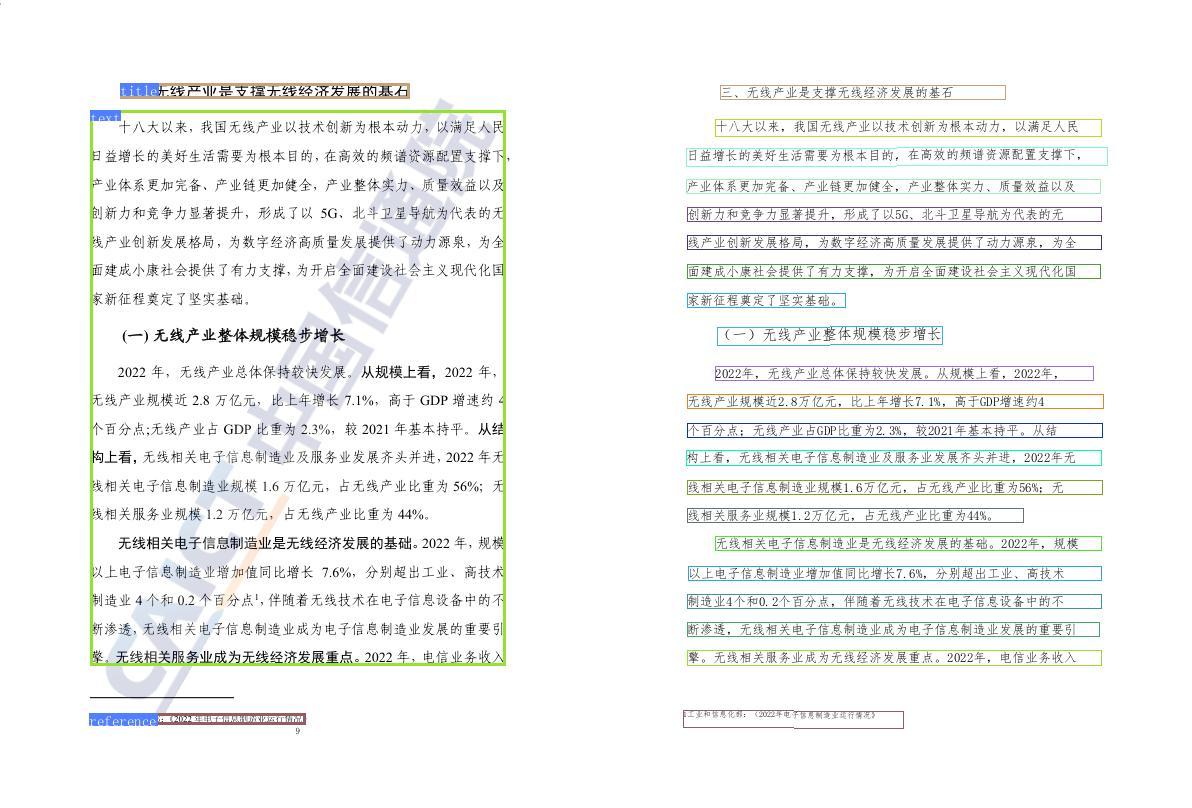 title无线产业是支撑无线经济发展的基石
text
十八大以来，我国无线产业以技术创新为根本动力，以满足人民
日益增长的美好生活需要为根本目的，在高效的频谱资源配置支撑下，
产业体系更加完备、产业链更加健全，产业整体实力、质量效益以及
创新力和竞争力显著提升，形成了以 5G、北斗卫星导航为代表的无
线产业创新发展格局，为数字经济高质量发展提供了动力源泉，为全
面建成小康社会提供了有力支撑，为开启全面建设社会主义现代化国
家新征程奠定了坚实基础。
(一) 无线产业整体规模稳步增长
2022 年，无线产业总体保持较快发展。从规模上看，2022 年，
无线产业规模近 2.8 万亿元，比上年增长 7.1%，高于 GDP 增速约 4
个百分点;无线产业占 GDP 比重为 2.3%，较 2021 年基本持平。从结
构上看，无线相关电子信息制造业及服务业发展齐头并进，2022 年无
线相关电子信息制造业规模 1.6 万亿元，占无线产业比重为 56%；无
线相关服务业规模 1.2 万亿元，占无线产业比重为 44%。
无线相关电子信息制造业是无线经济发展的基础。2022 年，规模
以上电子信息制造业增加值同比增长 7.6%，分别超出工业、高技术
制造业 4 个和 0.2 个百分点¹，伴随着无线技术在电子信息设备中的不
断渗透，无线相关电子信息制造业成为电子信息制造业发展的重要引
擎。无线相关服务业成为无线经济发展重点。2022 年，电信业务收入
reference：《2022 年电子信息制造业运行情况》
9
CAICT 中国信通院
三、无线产业是支撑无线经济发展的基石
十八大以来，我国无线产业以技术创新为根本动力，以满足人民
日益增长的美好生活需要为根本目的，在高效的频谱资源配置支撑下，
产业体系更加完备、产业链更加健全，产业整体实力、质量效益以及
创新力和竞争力显著提升，形成了以5G、北斗卫星导航为代表的无
线产业创新发展格局，为数字经济高质量发展提供了动力源泉，为全
面建成小康社会提供了有力支撑，为开启全面建设社会主义现代化国
家新征程奠定了坚实基础。
（一）无线产业整体规模稳步增长
2022年，无线产业总体保持较快发展。从规模上看，2022年，
无线产业规模近2.8万亿元，比上年增长7.1%，高于GDP增速约4
个百分点；无线产业占GDP比重为2.3%，较2021年基本持平。从结
构上看，无线相关电子信息制造业及服务业发展齐头并进，2022年无
线相关电子信息制造业规模1.6万亿元，占无线产业比重为56%；无
线相关服务业规模1.2万亿元，占无线产业比重为44%。
无线相关电子信息制造业是无线经济发展的基础。2022年，规模
以上电子信息制造业增加值同比增长7.6%，分别超出工业、高技术
制造业4个和0.2个百分点，伴随着无线技术在电子信息设备中的不
断渗透，无线相关电子信息制造业成为电子信息制造业发展的重要引
擎。无线相关服务业成为无线经济发展重点。2022年，电信业务收入
1工业和信息化部：《2022年电子信息制造业运行情况》